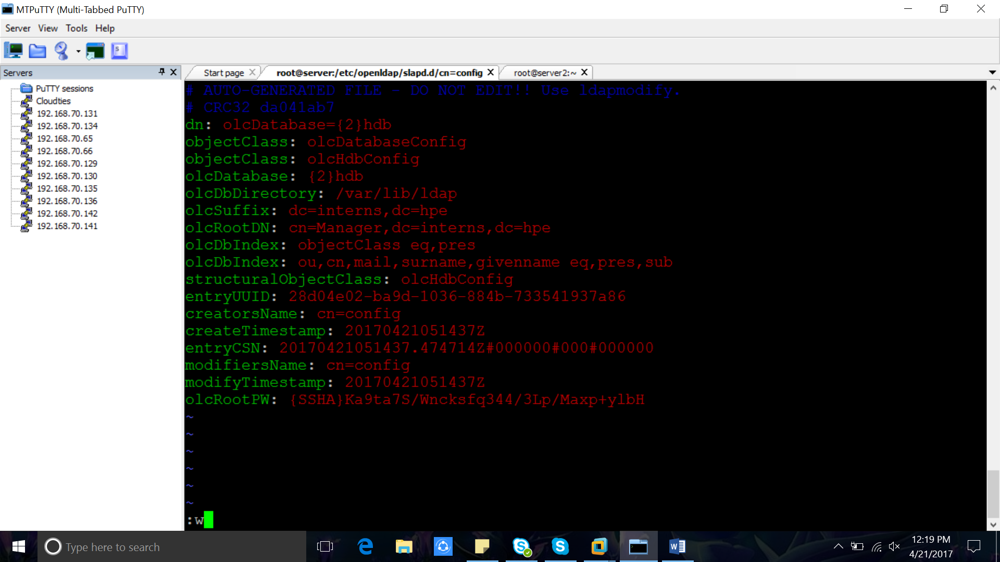 MTPuTTY (Multi-Tabbed PuTTY)
Server View Tools Help
Servers
PuTTY sessions
Cloudties
192.168.70.131
192.168.70.134
192.168.70.65
192.168.70.66
192.168.70.129
192.168.70.130
192.168.70.135
192.168.70.136
192.168.70.142
192.168.70.141
Start page root@server:/etc/openldap/slapd.d/cn=config root@server2:~
# AUTO-GENERATED FILE - DO NOT EDIT!! Use ldapmodify.
# CRC32 da041ab7
dn: olcDatabase={2}hdb
objectClass: olcDatabaseConfig
objectClass: olcHdbConfig
olcDatabase: {2}hdb
olcDbDirectory: /var/lib/ldap
olcSuffix: dc=interns,dc=hpe
olcRootDN: cn=Manager,dc=interns,dc=hpe
olcDbIndex: objectClass eq,pres
olcDbIndex: ou,cn,mail,surname,givenname eq,pres,sub
structuralObjectClass: olcHdbConfig
entryUUID: 28d04e02-ba9d-1036-884b-733541937a86
creatorsName: cn=config
createTimestamp: 20170421051437Z
entryCSN: 20170421051437.474714Z#000000#000#000000
modifiersName: cn=config
modifyTimestamp: 20170421051437Z
olcRootPW: {SSHA}Ka9ta7S/Wncksfq344/3Lp/Maxp+ylbH
~
~
~
~
~
~
:w
Type here to search
12:19 PM
4/21/2017